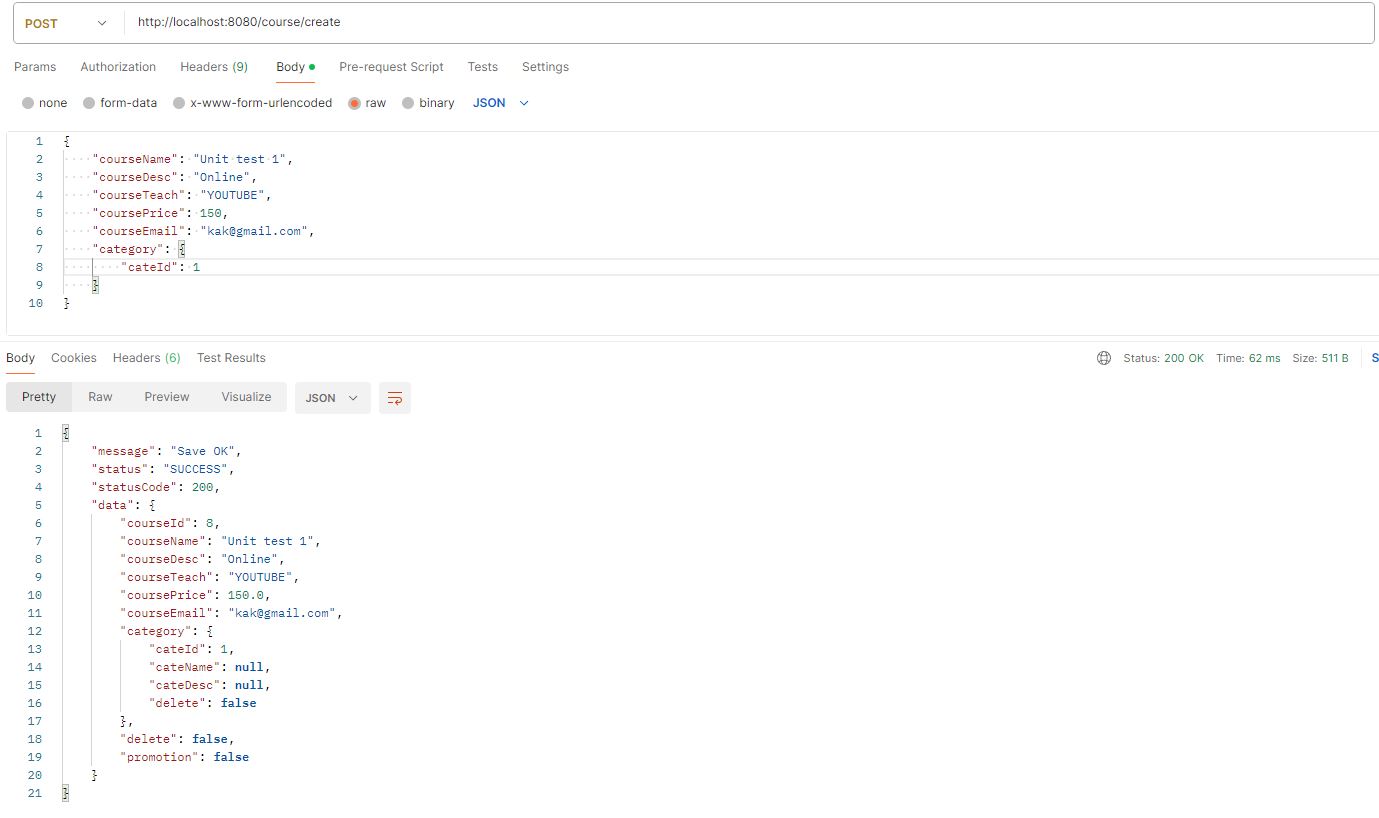 POST http://localhost:8080/course/create
Params Authorization Headers (9) Body Pre-request Script Tests Settings
none form-data x-www-form-urlencoded raw binary JSON
1 {
2 "courseName": "Unit test 1",
3 "courseDesc": "Online",
4 "courseTeach": "YOUTUBE",
5 "coursePrice": 150,
6 "courseEmail": "kak@gmail.com",
7 "category": {
8 "cateId": 1
9 }
10 }
Body Cookies Headers (6) Test Results Status: 200 OK Time: 62 ms Size: 511 B S
Pretty Raw Preview Visualize JSON
1 {
2 "message": "Save OK",
3 "status": "SUCCESS",
4 "statusCode": 200,
5 "data": {
6 "courseId": 8,
7 "courseName": "Unit test 1",
8 "courseDesc": "Online",
9 "courseTeach": "YOUTUBE",
10 "coursePrice": 150.0,
11 "courseEmail": "kak@gmail.com",
12 "category": {
13 "cateId": 1,
14 "cateName": null,
15 "cateDesc": null,
16 "delete": false
17 },
18 "delete": false,
19 "promotion": false
20 }
21 }